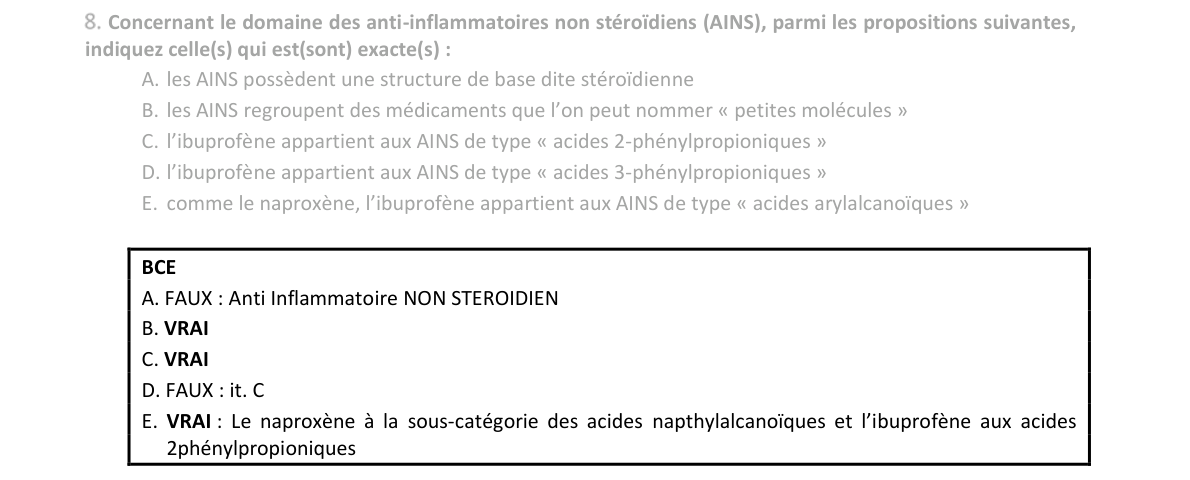 8. Concernant le domaine des anti-inflammatoires non stéroïdiens (AINS), parmi les propositions suivantes,
indiquez celle(s) qui est(sont) exacte(s) :
A. les AINS possèdent une structure de base dite stéroïdienne
B. les AINS regroupent des médicaments que l'on peut nommer « petites molécules »
C. l'ibuprofène appartient aux AINS de type « acides 2-phénylpropioniques »
D. l'ibuprofène appartient aux AINS de type « acides 3-phénylpropioniques »
E. comme le naproxène, l'ibuprofène appartient aux AINS de type « acides arylalcanoïques »
BCE
A. FAUX : Anti Inflammatoire NON STEROIDIEN
B. VRAI
C. VRAI
D. FAUX : it. C
E. VRAI : Le naproxène à la sous-catégorie des acides napthylalcanoïques et l'ibuprofène aux acides
2phénylpropioniques